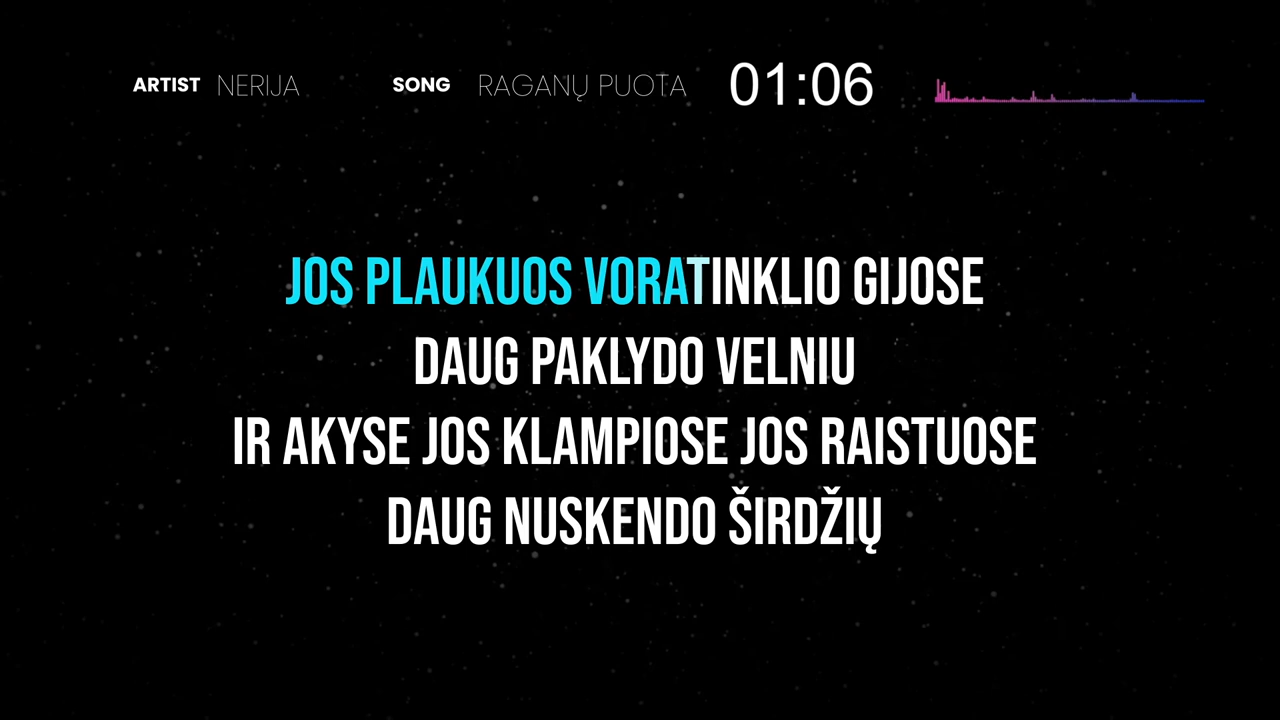 ARTIST NERIJA SONG RAGANŲ PUOTA 01:06
JOS PLAUKUOS VORATINKLIO GIJOSE
DAUG PAKLYDO VELNIU
IR AKYSE JOS KLAMPIOSE JOS RAISTUOSE
DAUG NUSKENDO ŠIRDŽIŲ